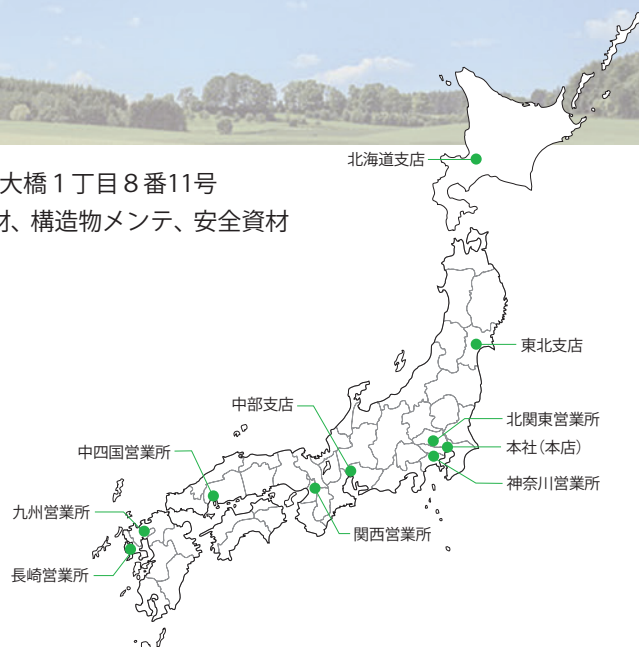 北海道支店
大橋1丁目8番11号
材、構造物メンテ、安全資材
東北支店
中部支店
北関東営業所
本社(本店)
中四国営業所
神奈川営業所
九州営業所
関西営業所
長崎営業所